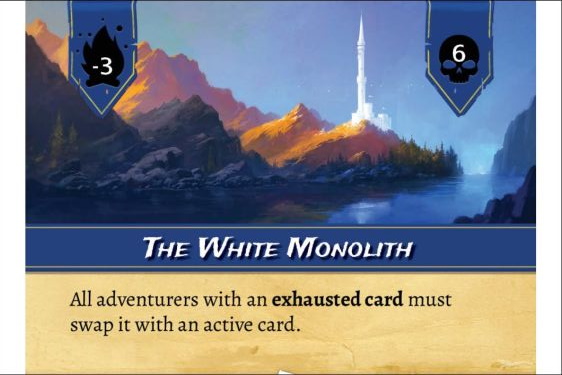 -3
6
THE WHITE MONOLITH
All adventurers with an exhausted card must
swap it with an active card.